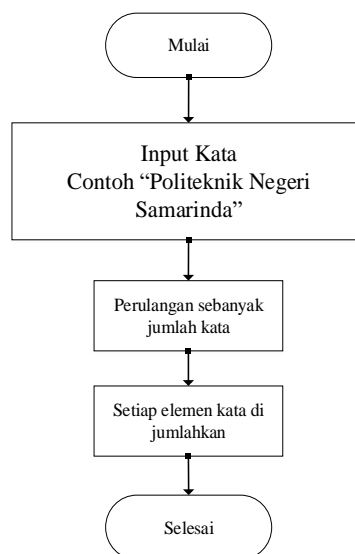 Mulai
Input Kata
Contoh “Politeknik Negeri
Samarinda”
Perulangan sebanyak
jumlah kata
Setiap elemen kata di
jumlahkan
Selesai